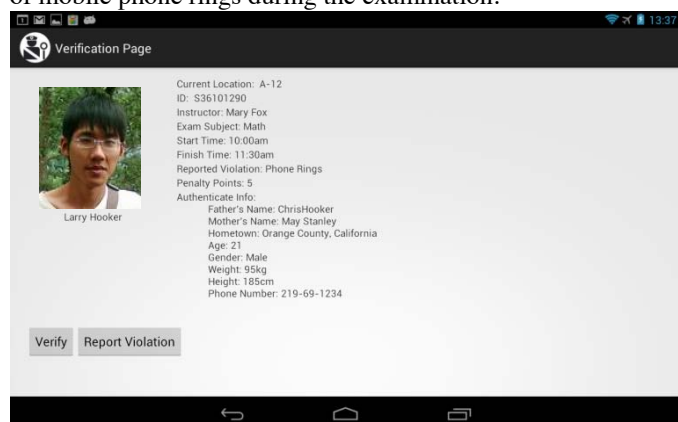 of mobile phone rings during the examination.
13:37
Verification Page
Current Location: A-12
ID: S36101290
Instructor: Mary Fox
Exam Subject: Math
Start Time: 10:00am
Finish Time: 11:30am
Reported Violation: Phone Rings
Penalty Points: 5
Authenticate Info:
Father's Name: ChrisHooker
Mother's Name: May Stanley
Hometown: Orange County, California
Age: 21
Gender: Male
Weight: 95kg
Height: 185cm
Phone Number: 219-69-1234
Larry Hooker
Verify
Report Violation